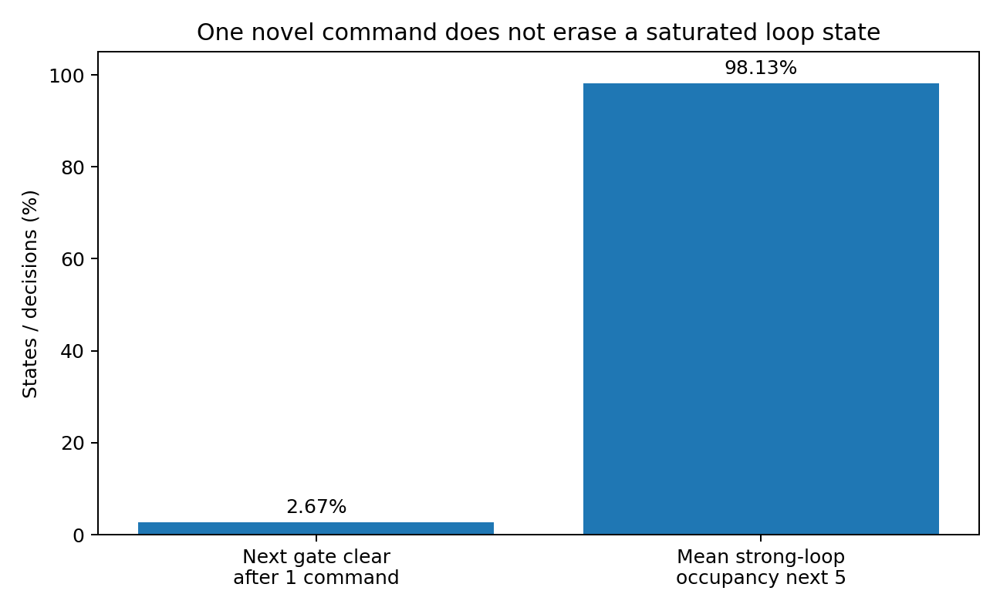 One novel command does not erase a saturated loop state
States / decisions (%)
100
80
60
40
20
0
2.67%
98.13%
Next gate clear
after 1 command
Mean strong-loop
occupancy next 5